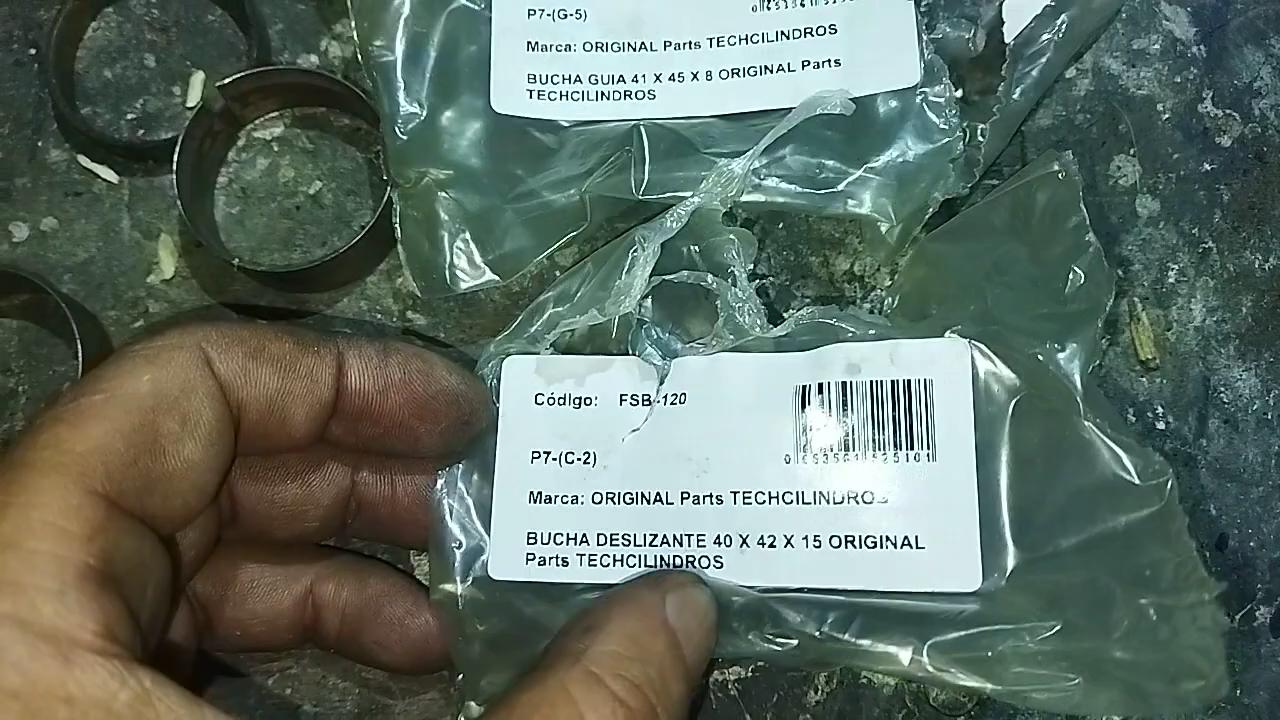 P7-(G-5)
Marca: ORIGINAL Parts TECHCILINDROS
BUCHA GUIA 41 X 45 X 8 ORIGINAL Parts
TECHCILINDROS
Código: FSB-120
P7-(C-2)
Marca: ORIGINAL Parts TECHCILINDROS
BUCHA DESLIZANTE 40 X 42 X 15 ORIGINAL
Parts TECHCILINDROS